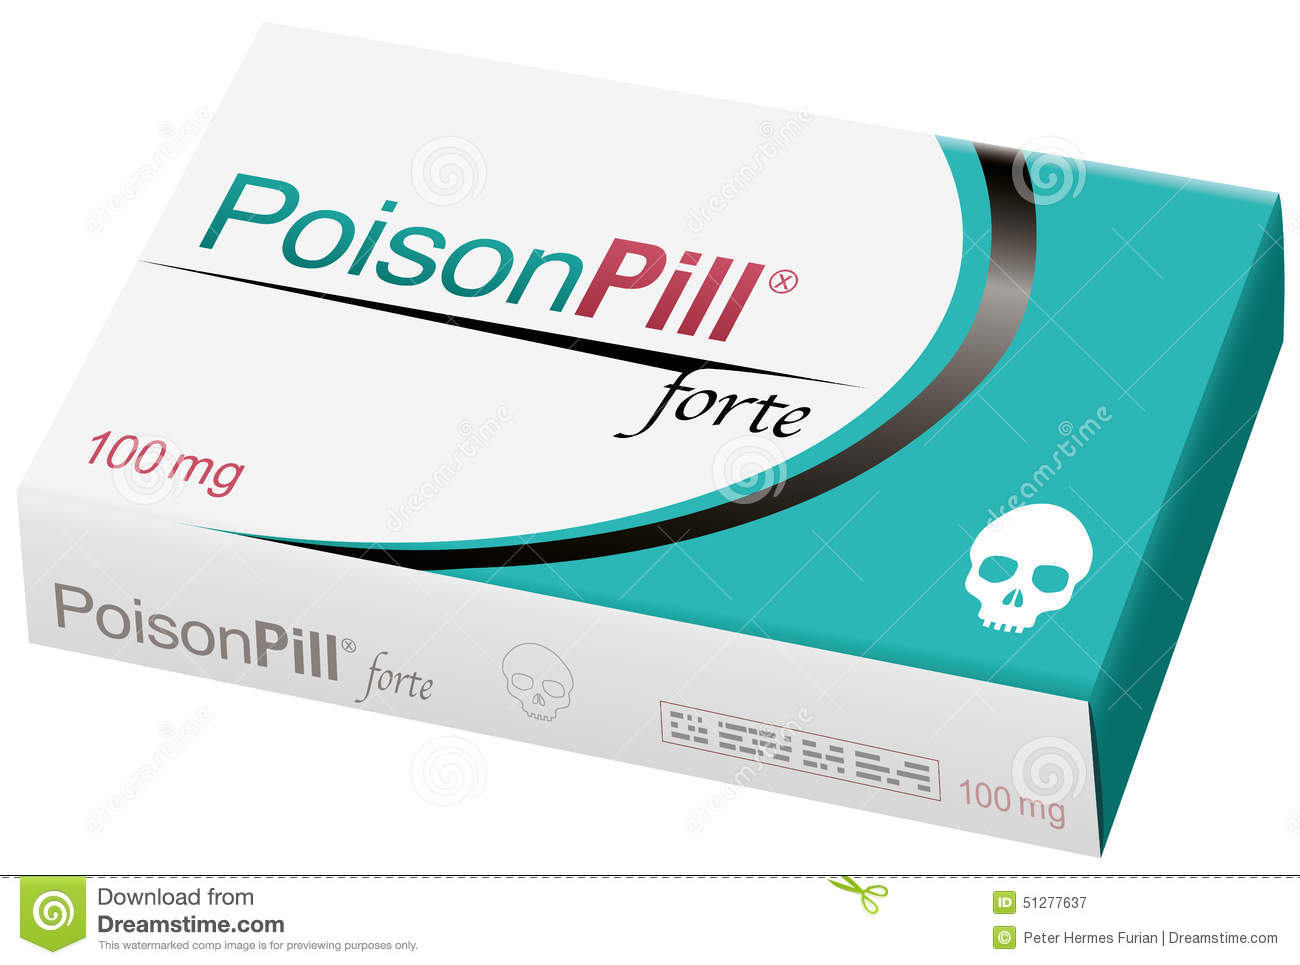 PoisonPill®
forte
100 mg
PoisonPill® forte
100 mg
dreamstime
Download from
Dreamstime.com
This watermarked comp image is for previewing purposes only.
ID 51277637
© Peter Hermes Furian | Dreamstime.com